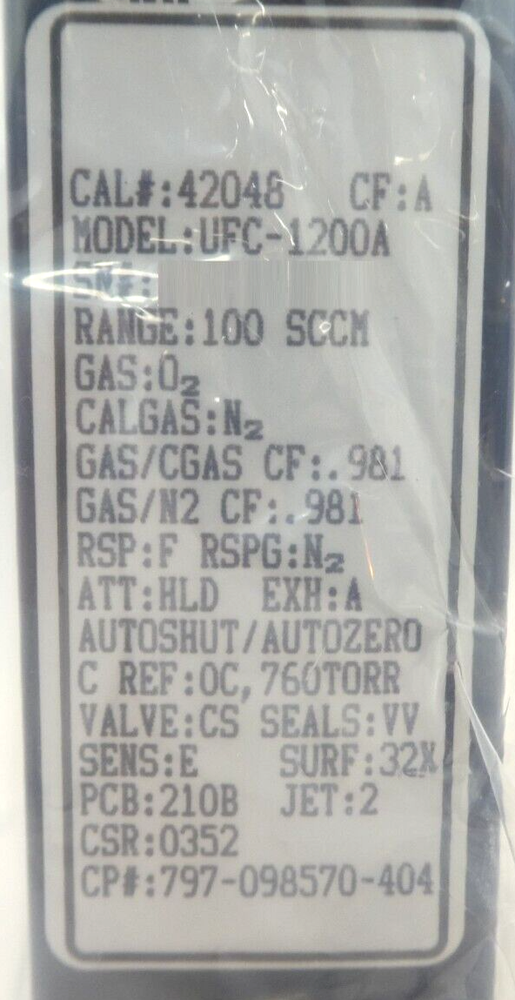 CAL#:42048 CF:A
MODEL:UFC-1200A
SN#:
RANGE:100 SCCM
GAS:O₂
CALGAS:N₂
GAS/CGAS CF:.981
GAS/N2 CF:.981
RSP:F RSPG:N₂
ATT:HLD EXH:A
AUTOSHUT/AUTOZERO
C REF:0C,760TORR
VALVE:CS SEALS:VV
SENS:E SURF:32X
PCB:210B JET:2
CSR:0352
CP#:797-098570-404